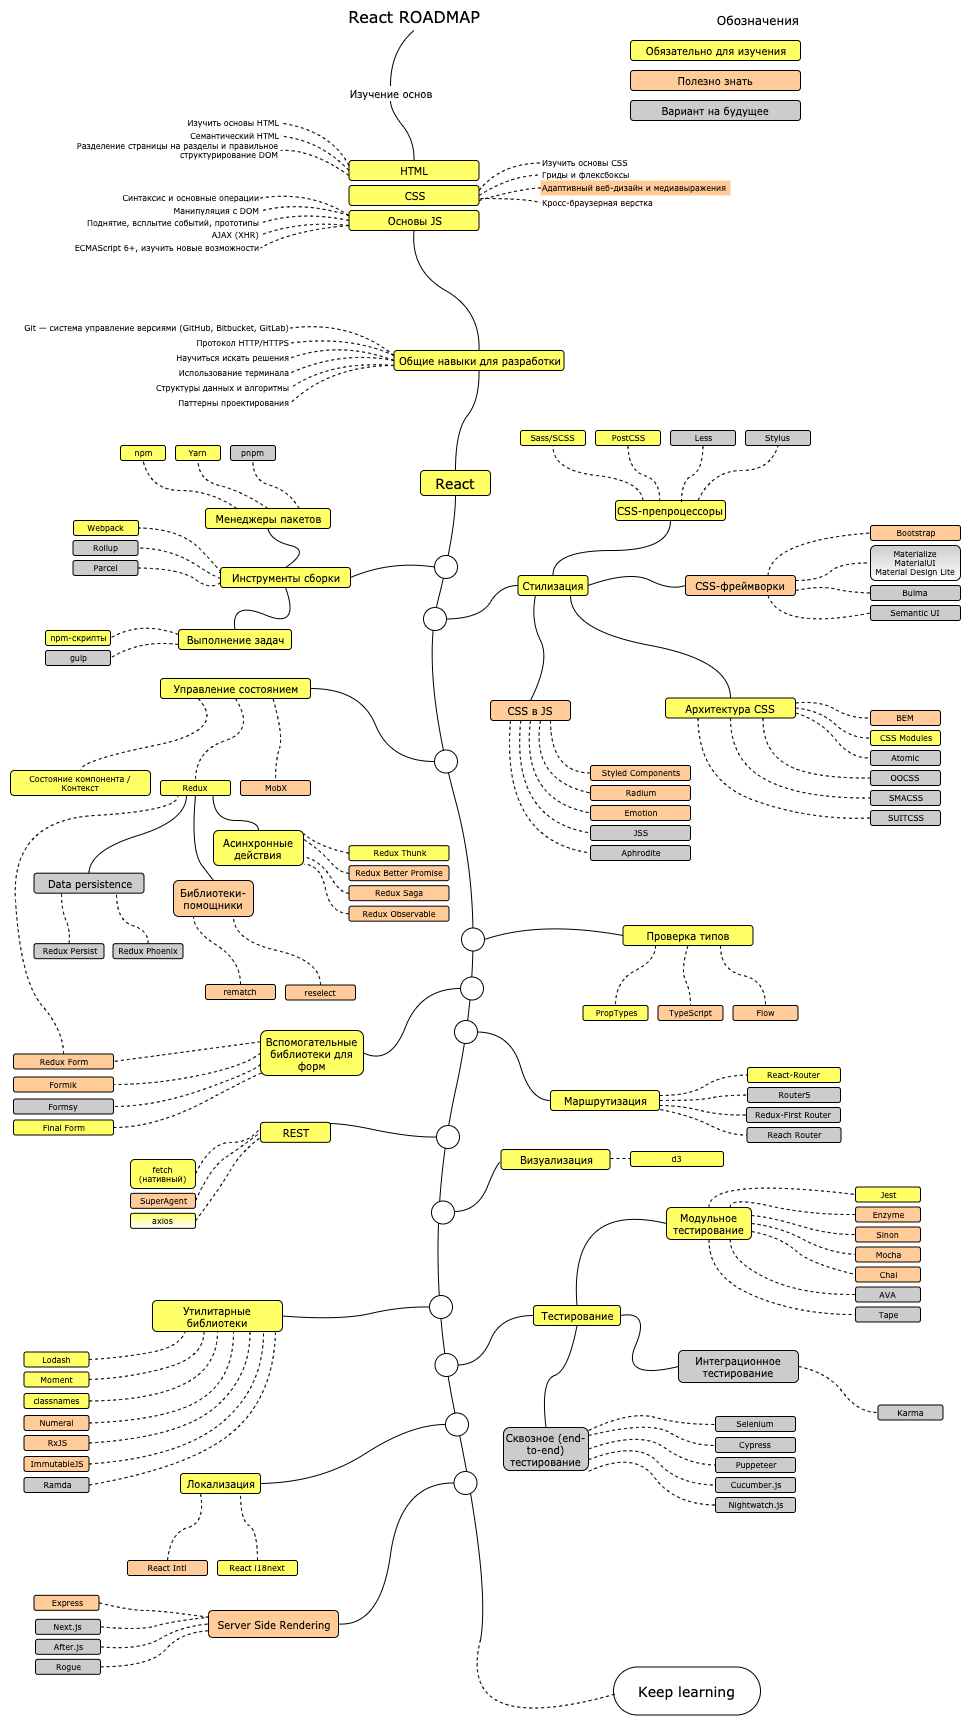 React ROADMAP
Обозначения
Обязательно для изучения
Полезно знать
Вариант на будущее
Изучение основ
Изучить основы HTML
Семантический HTML
Разделение страницы на разделы и правильное
структурирование DOM
HTML
CSS
Основы JS
Изучить основы CSS
Гриды и флексбоксы
Адаптивный веб-дизайн и медиавыражения
Кросс-браузерная верстка
Синтаксис и основные операции
Манипуляция с DOM
Поднятие, всплытие событий, прототипы
AJAX (XHR)
ECMAScript 6+, изучить новые возможности
Git — система управление версиями (GitHub, Bitbucket, GitLab)
Протокол HTTP/HTTPS
Научиться искать решения
Использование терминала
Структуры данных и алгоритмы
Паттерны проектирования
Общие навыки для разработки
React
npm
Yarn
pnpm
Менеджеры пакетов
Webpack
Rollup
Parcel
Инструменты сборки
npm-скрипты
gulp
Выполнение задач
Sass/SCSS
PostCSS
Less
Stylus
CSS-препроцессоры
Стилизация
CSS-фреймворки
Bootstrap
Materialize
MaterialUI
Material Design Lite
Bulma
Semantic UI
CSS в JS
Styled Components
Radium
Emotion
JSS
Aphrodite
Архитектура CSS
BEM
CSS Modules
Atomic
OOCSS
SMACSS
SUITCSS
Управление состоянием
Состояние компонента /
Контекст
Redux
MobX
Асинхронные
действия
Redux Thunk
Redux Better Promise
Redux Saga
Redux Observable
Data persistence
Библиотеки-
помощники
Redux Persist
Redux Phoenix
rematch
reselect
Проверка типов
PropTypes
TypeScript
Flow
Вспомогательные
библиотеки для
форм
Redux Form
Formik
Formsy
Final Form
Маршрутизация
React-Router
Router5
Redux-First Router
Reach Router
REST
fetch
(нативный)
SuperAgent
axios
Визуализация
d3
Модульное
тестирование
Jest
Enzyme
Sinon
Mocha
Chai
AVA
Tape
Тестирование
Интеграционное
тестирование
Karma
Сквозное (end-
to-end)
тестирование
Selenium
Cypress
Puppeteer
Cucumber.js
Nightwatch.js
Утилитарные
библиотеки
Lodash
Moment
classnames
Numeral
RxJS
ImmutableJS
Ramda
Локализация
React Intl
React i18next
Server Side Rendering
Express
Next.js
After.js
Rogue
Keep learning